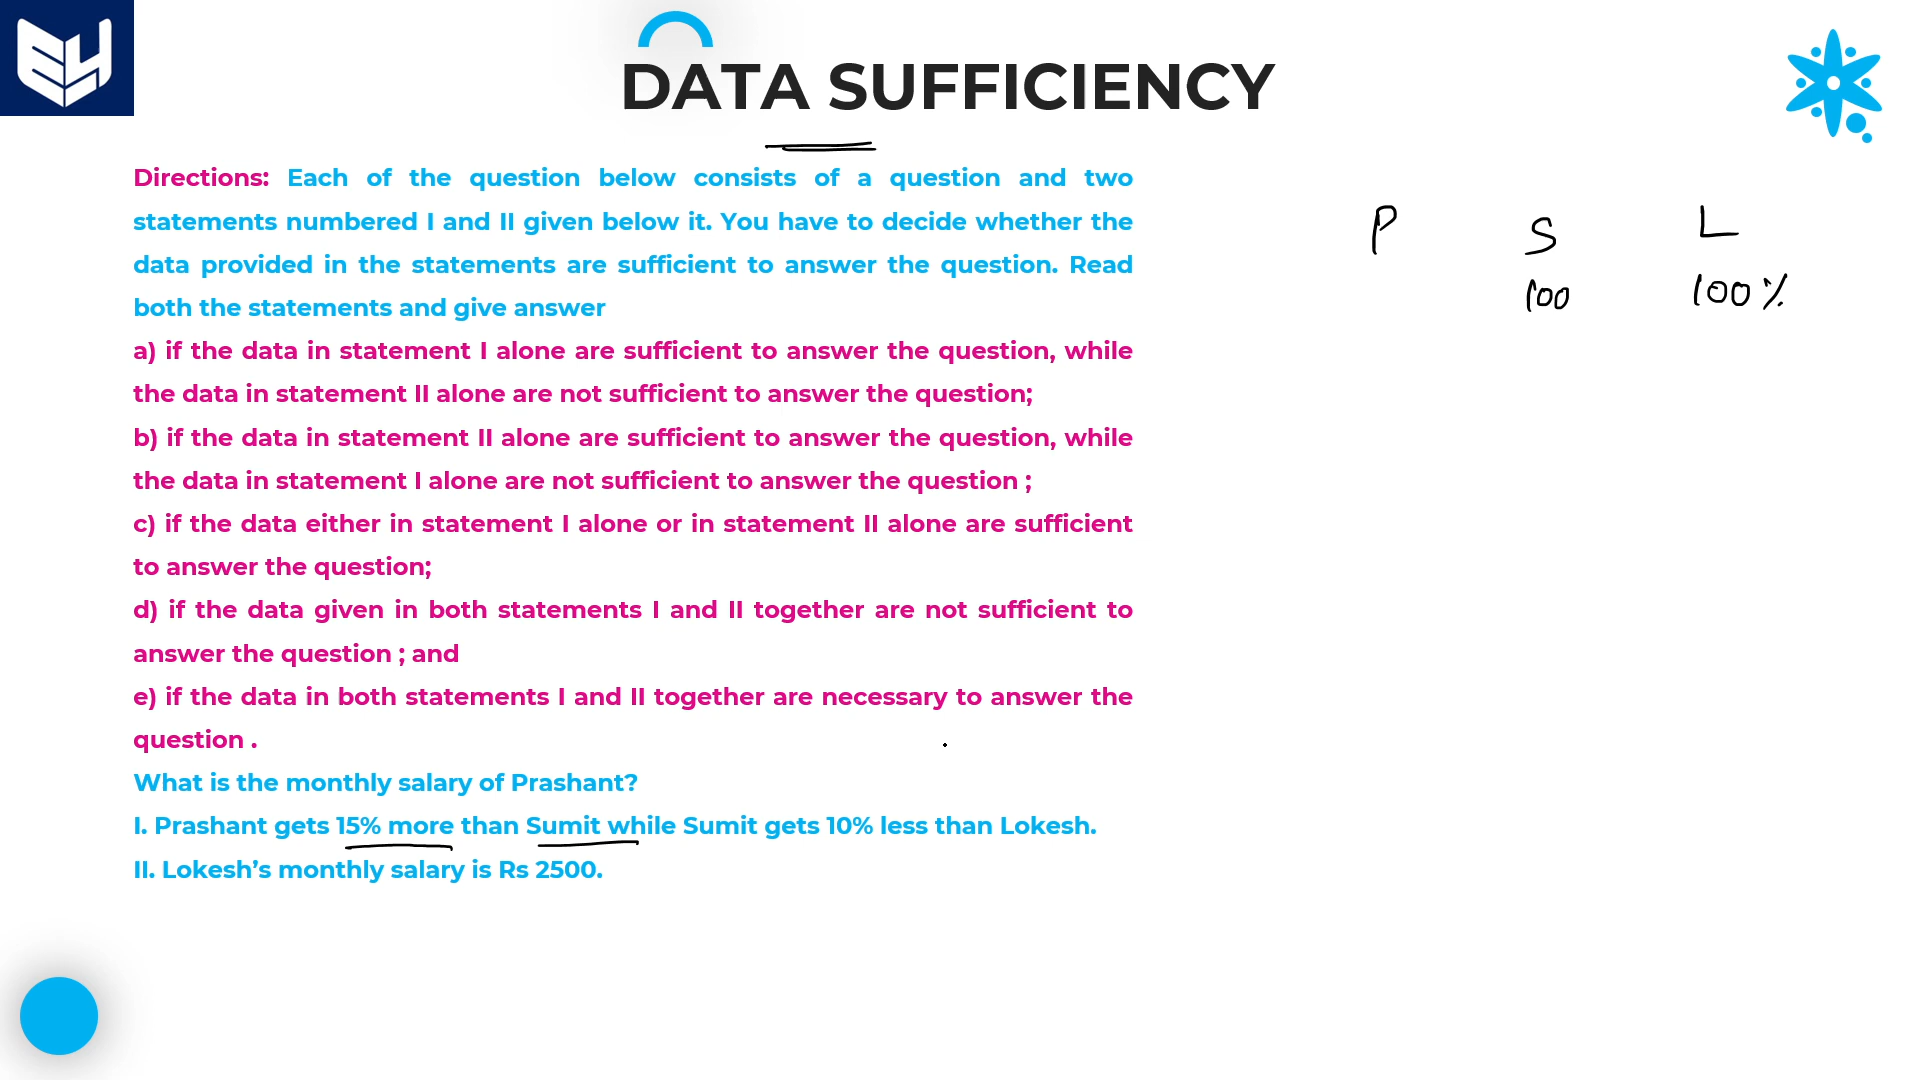 DATA SUFFICIENCY
Directions: Each of the question below consists of a question and two
statements numbered I and II given below it. You have to decide whether the
data provided in the statements are sufficient to answer the question. Read
both the statements and give answer
a) if the data in statement I alone are sufficient to answer the question, while
the data in statement II alone are not sufficient to answer the question;
b) if the data in statement II alone are sufficient to answer the question, while
the data in statement I alone are not sufficient to answer the question ;
c) if the data either in statement I alone or in statement II alone are sufficient
to answer the question;
d) if the data given in both statements I and II together are not sufficient to
answer the question ; and
e) if the data in both statements I and II together are necessary to answer the
question .
What is the monthly salary of Prashant?
I. Prashant gets 15% more than Sumit while Sumit gets 10% less than Lokesh.
II. Lokesh’s monthly salary is Rs 2500.
P S L
100 100%